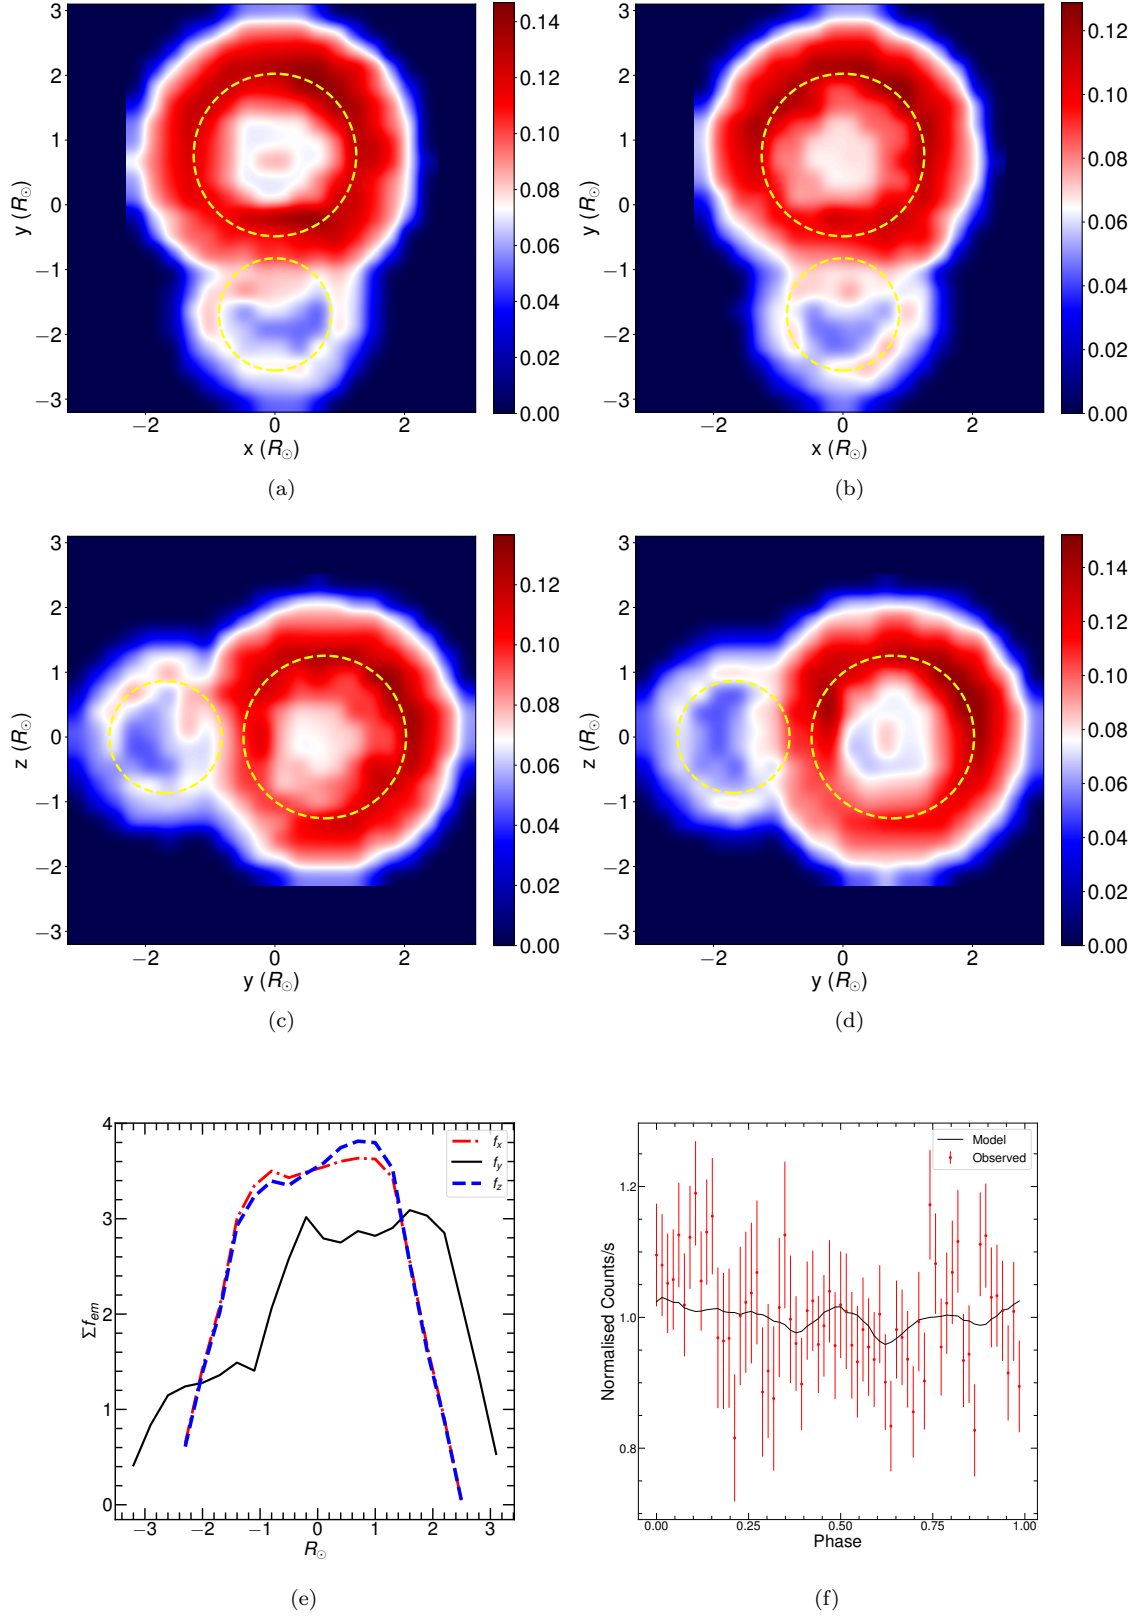 3
2
1
0
−1
−2
−3
y (R☉)
−2 0 2
x (R☉)
0.14
0.12
0.10
0.08
0.06
0.04
0.02
0.00
(a)
3
2
1
0
−1
−2
−3
y (R☉)
−2 0 2
x (R☉)
0.12
0.10
0.08
0.06
0.04
0.02
0.00
(b)
3
2
1
0
−1
−2
−3
z (R☉)
−2 0 2
y (R☉)
0.12
0.10
0.08
0.06
0.04
0.02
0.00
(c)
3
2
1
0
−1
−2
−3
z (R☉)
−2 0 2
y (R☉)
0.14
0.12
0.10
0.08
0.06
0.04
0.02
0.00
(d)
4
3
2
1
0
Σf_em
f_x
f_y
f_z
−3 −2 −1 0 1 2 3
R☉
(e)
1.2
1.0
0.8
Normalised Counts/s
Model
Observed
0.00 0.25 0.50 0.75 1.00
Phase
(f)